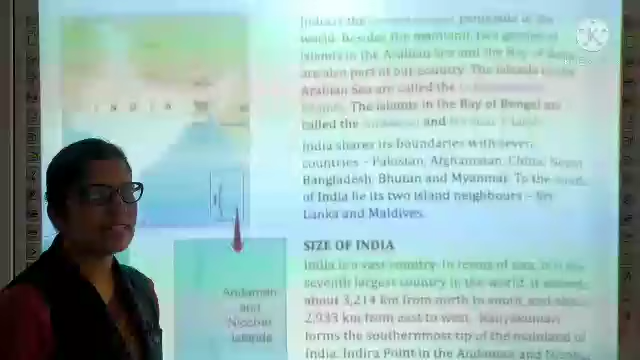 India is the peninsula in the
world. Besides the mainland, two groups of
islands in the Arabian Sea and the Bay of
are also part of our country. The islands in the
Arabian Sea are called the
The islands in the Bay of Bengal are
called the and
India shares its boundaries with seven
countries – Pakistan, Afghanistan, China, Nepal
Bangladesh, Bhutan and Myanmar. To the south
of India lie its two island neighbours – Sri
Lanka and Maldives.
SIZE OF INDIA
India is a vast country. In terms of size, it is the
seventh largest country in the world. It
about 3,214 km from north to south, and about
2,933 km from east to west. Kanyakumari
forms the southernmost tip of the mainland of
India. Indira Point in the Andaman and
INDIA
Andaman
and
Nicobar
Islands